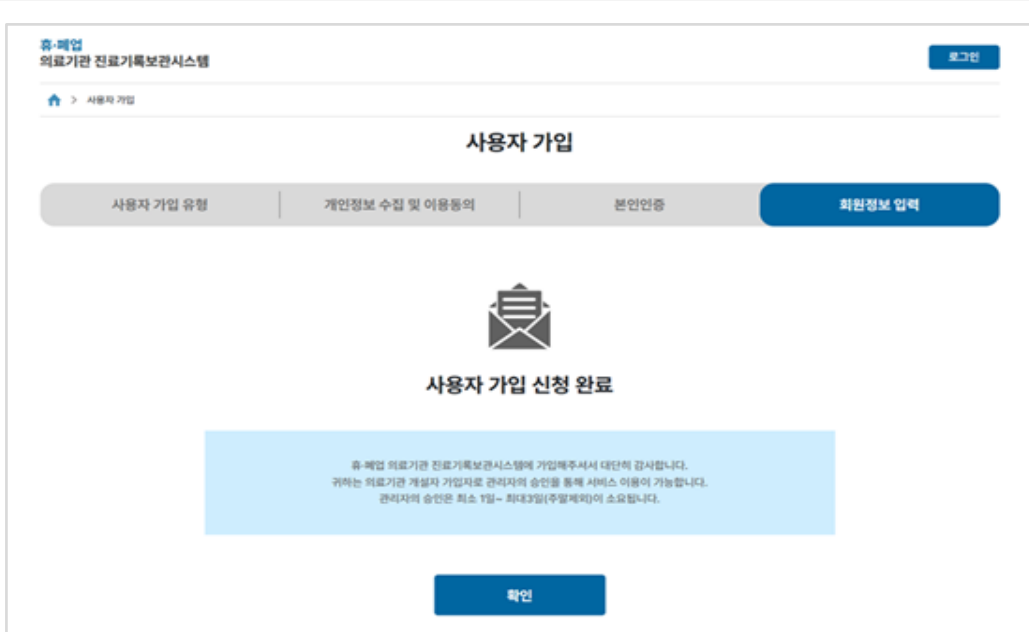 휴·폐업
의료기관 진료기록보관시스템
로그인
> 사용자 가입
사용자 가입
사용자 가입 유형
개인정보 수집 및 이용동의
본인인증
회원정보 입력
사용자 가입 신청 완료
휴·폐업 의료기관 진료기록보관시스템에 가입해주셔서 대단히 감사합니다.
귀하는 의료기관 개설자 가입자로 관리자의 승인을 통해 서비스 이용이 가능합니다.
관리자의 승인은 최소 1일~ 최대3일(주말제외)이 소요됩니다.
확인